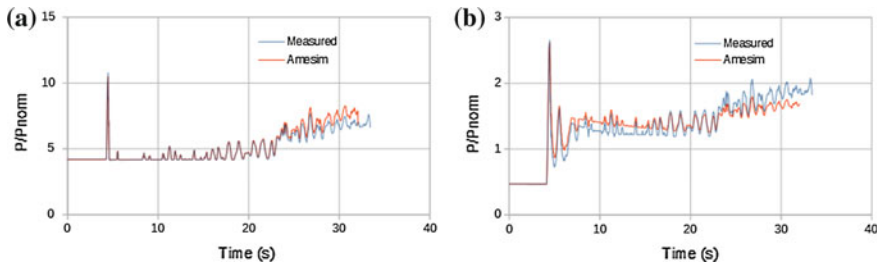 (a)
15
10
5
0
P/Pnorm
Measured
Amesim
0 10 20 30 40
Time (s)
(b)
3
2
1
0
P/Pnorm
Measured
Amesim
0 10 20 30 40
Time (s)